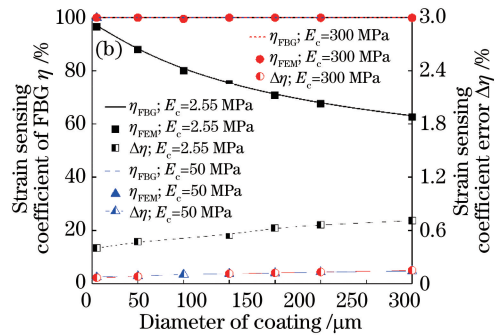 Strain sensing
coefficient of FBG η /%
100
80
60
40
20
0
(b)
η_FBG; E_c=300 MPa
η_FEM; E_c=300 MPa
Δη; E_c=300 MPa
η_FBG; E_c=2.55 MPa
η_FEM; E_c=2.55 MPa
Δη; E_c=2.55 MPa
η_FBG; E_c=50 MPa
η_FEM; E_c=50 MPa
Δη; E_c=50 MPa
3.0
2.4
1.8
1.2
0.6
0
Strain sensing
coefficient error Δη /%
0 50 100 150 200 250 300
Diameter of coating /μm